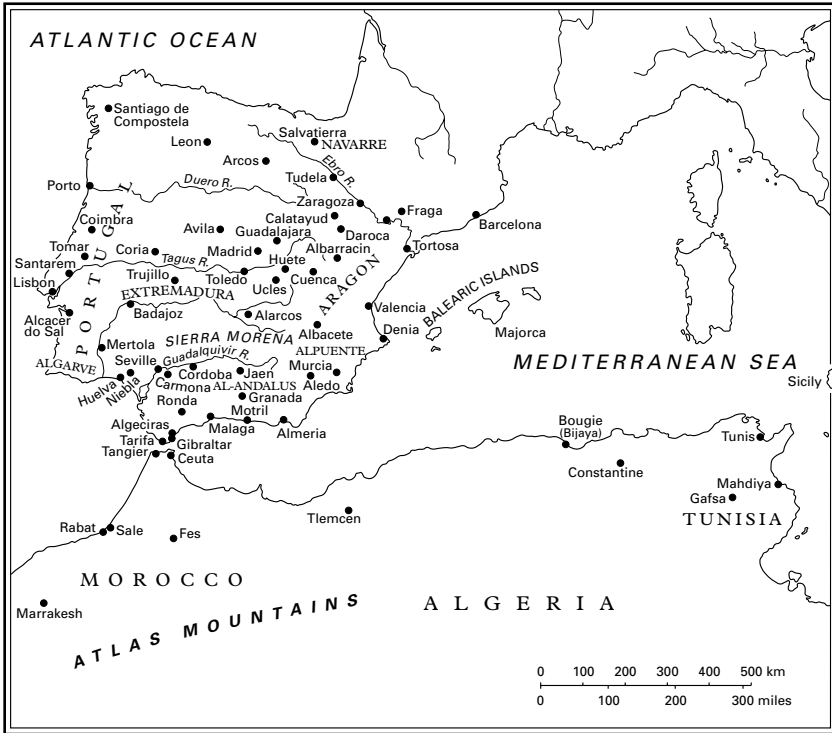 ATLANTIC OCEAN
Santiago de
Compostela
Leon
Salvatierra
NAVARRE
Arcos
Ebro R.
Tudela
Porto
Duero R.
Zaragoza
Fraga
Barcelona
PORTUGAL
Coimbra
Avila
Calatayud
Guadalajara
Daroca
Tomar
Coria
Madrid
Albarracin
Tortosa
Santarem
Tagus R.
Huete
Lisbon
Trujillo
Toledo
Ucles
Cuenca
ARAGON
EXTREMADURA
BALEARIC ISLANDS
Badajoz
Alarcos
Valencia
Alcacer
do Sal
Majorca
SIERRA MORENA
Albacete
Denia
Mertola
Seville
Guadalquivir R.
ALPUENTE
MEDITERRANEAN SEA
ALGARVE
Murcia
Huelva
Niebla
Carmona
Cordoba
Jaen
Aledo
Sicily
AL-ANDALUS
Ronda
Granada
Motril
Algeciras
Malaga
Almeria
Tarifa
Gibraltar
Tangier
Ceuta
Bougie
(Bijaya)
Tunis
Constantine
Mahdiya
Gafsa
Tlemcen
TUNISIA
Rabat
Sale
Fes
MOROCCO
ALGERIA
Marrakesh
ATLAS MOUNTAINS
0 100 200 300 400 500 km
0 100 200 300 miles